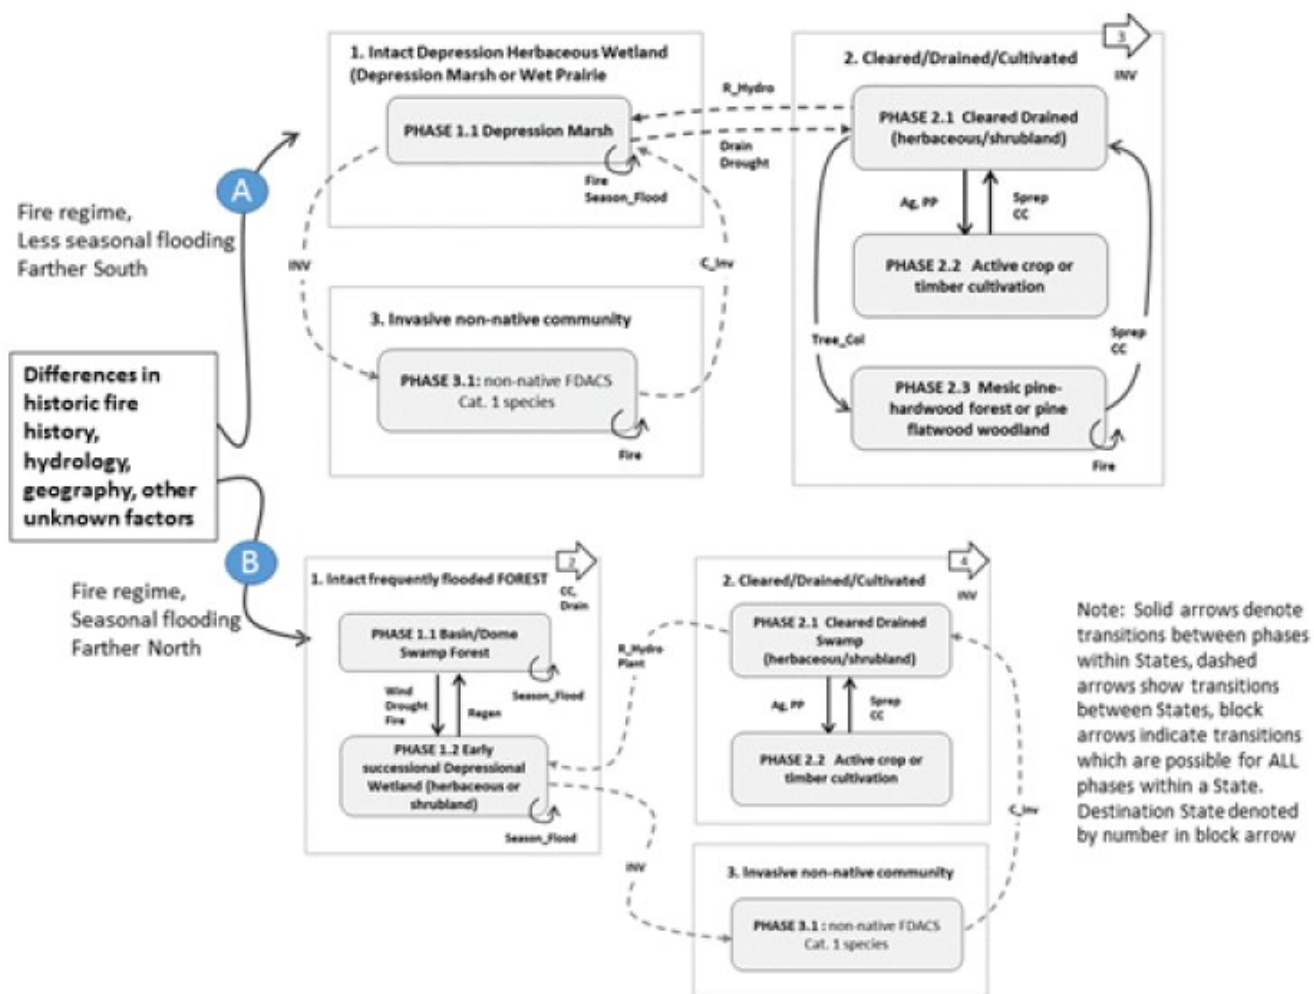 1. Intact Depression Herbaceous Wetland
(Depression Marsh or Wet Prairie
PHASE 1.1 Depression Marsh
Fire
Season_Flood
R_Hydro
Drain
Drought
3
INV
2. Cleared/Drained/Cultivated
PHASE 2.1 Cleared Drained
(herbaceous/shrubland)
Ag, PP
Sprep
CC
PHASE 2.2 Active crop or
timber cultivation
Tree_Col
Sprep
CC
PHASE 2.3 Mesic pine-
hardwood forest or pine
flatwood woodland
Fire
A
Fire regime,
Less seasonal flooding
Farther South
INV
C_Inv
3. Invasive non-native community
PHASE 3.1: non-native FDACS
Cat. 1 species
Fire
Differences in
historic fire
history,
hydrology,
geography, other
unknown factors
B
Fire regime,
Seasonal flooding
Farther North
2
CC,
Drain
1. Intact frequently flooded FOREST
PHASE 1.1 Basin/Dome
Swamp Forest
Season_Flood
Wind
Drought
Fire
Regen
PHASE 1.2 Early
successional Depressional
Wetland (herbaceous or
shrubland)
Season_Flood
R_Hydro
Plant
INV
4
INV
2. Cleared/Drained/Cultivated
PHASE 2.1 Cleared Drained
Swamp
(herbaceous/shrubland)
Ag, PP
Sprep
CC
PHASE 2.2 Active crop or
timber cultivation
C_Inv
3. Invasive non-native community
PHASE 3.1 : non-native FDACS
Cat. 1 species
Note: Solid arrows denote
transitions between phases
within States, dashed
arrows show transitions
between States, block
arrows indicate transitions
which are possible for ALL
phases within a State.
Destination State denoted
by number in block arrow